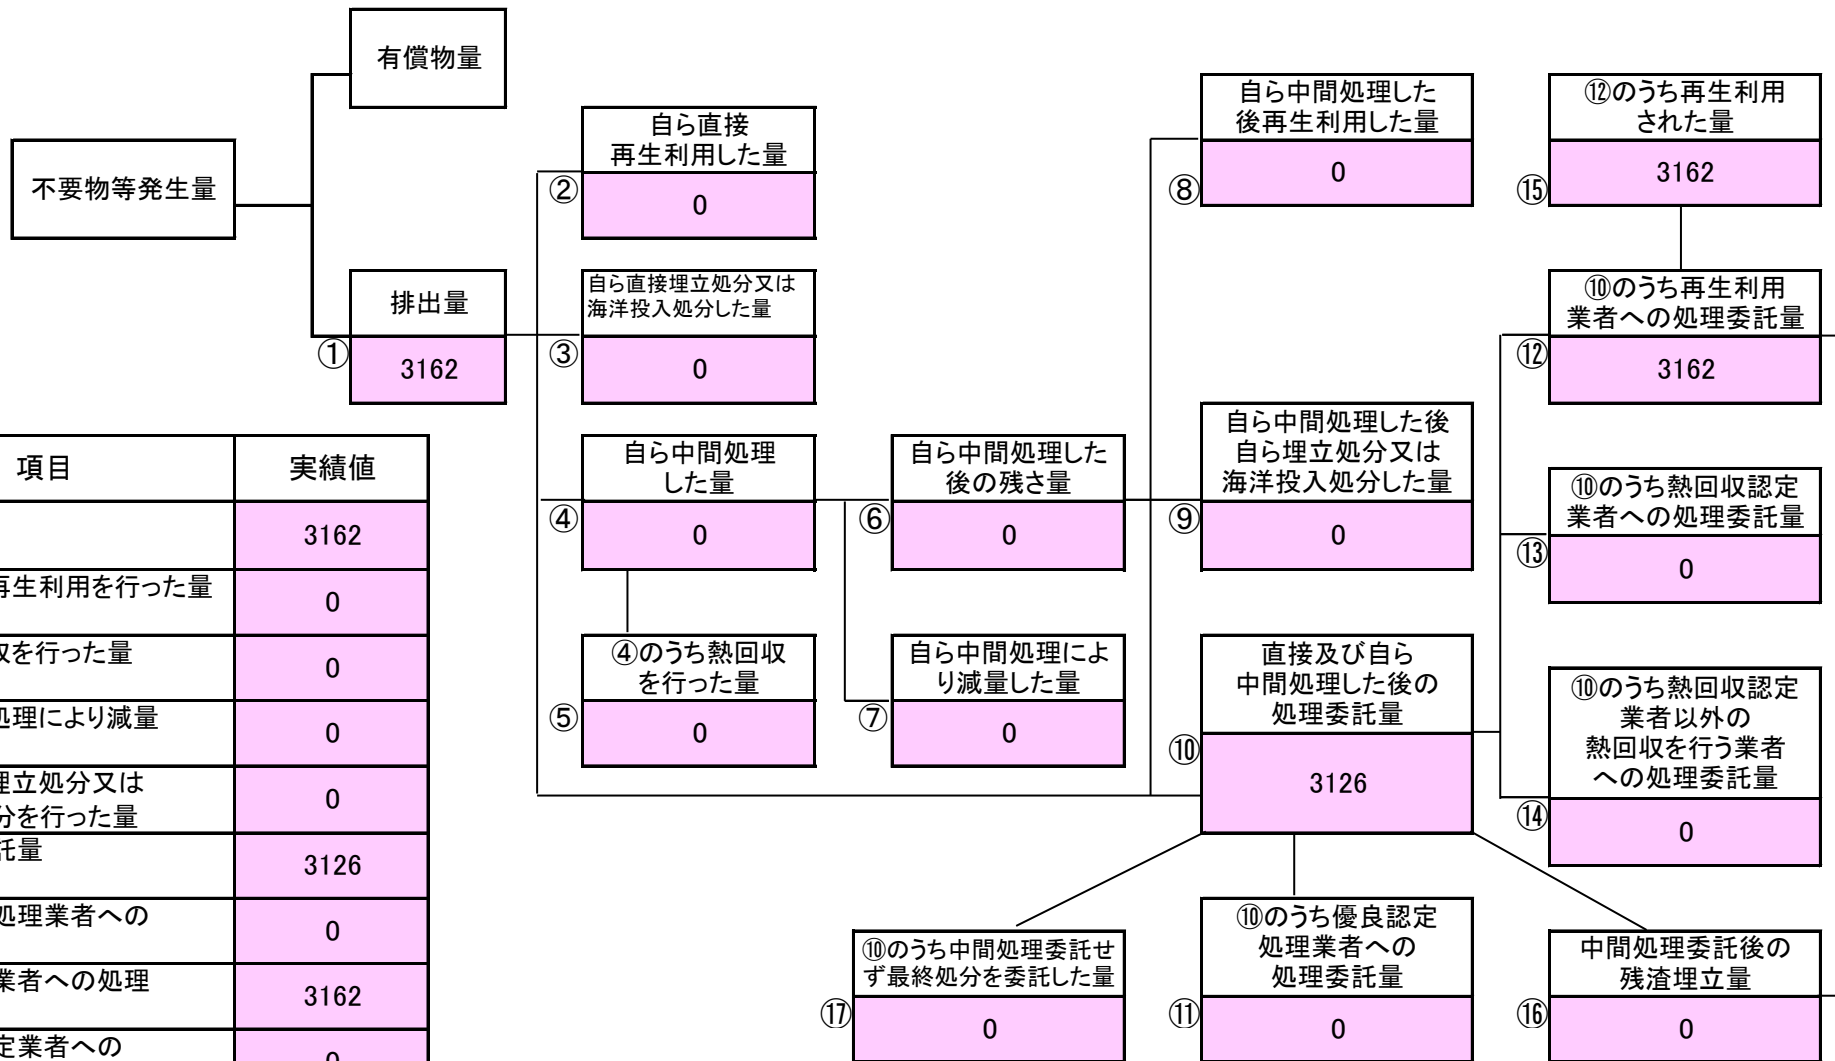 有償物量
不要物等発生量
排出量
①
3162
自ら直接
再生利用した量
②
0
自ら直接埋立処分又は
海洋投入処分した量
③
0
自ら中間処理
した量
④
0
④のうち熱回収
を行った量
⑤
0
自ら中間処理した
後の残さ量
⑥
0
自ら中間処理によ
り減量した量
⑦
0
自ら中間処理した
後再生利用した量
⑧
0
自ら中間処理した後
自ら埋立処分又は
海洋投入処分した量
⑨
0
直接及び自ら
中間処理した後の
処理委託量
⑩
3126
⑫のうち再生利用
された量
⑮
3162
⑩のうち再生利用
業者への処理委託量
⑫
3162
⑩のうち熱回収認定
業者への処理委託量
⑬
0
⑩のうち熱回収認定
業者以外の
熱回収を行う業者
への処理委託量
⑭
0
⑩のうち中間処理委託せ
ず最終処分を委託した量
⑰
0
⑩のうち優良認定
処理業者への
処理委託量
⑪
0
中間処理委託後の
残渣埋立量
⑯
0
項目 実績値
3162
再生利用を行った量 0
収を行った量 0
処理により減量 0
埋立処分又は
分を行った量 0
託量 3126
処理業者への 0
業者への処理 3162
定業者への 0